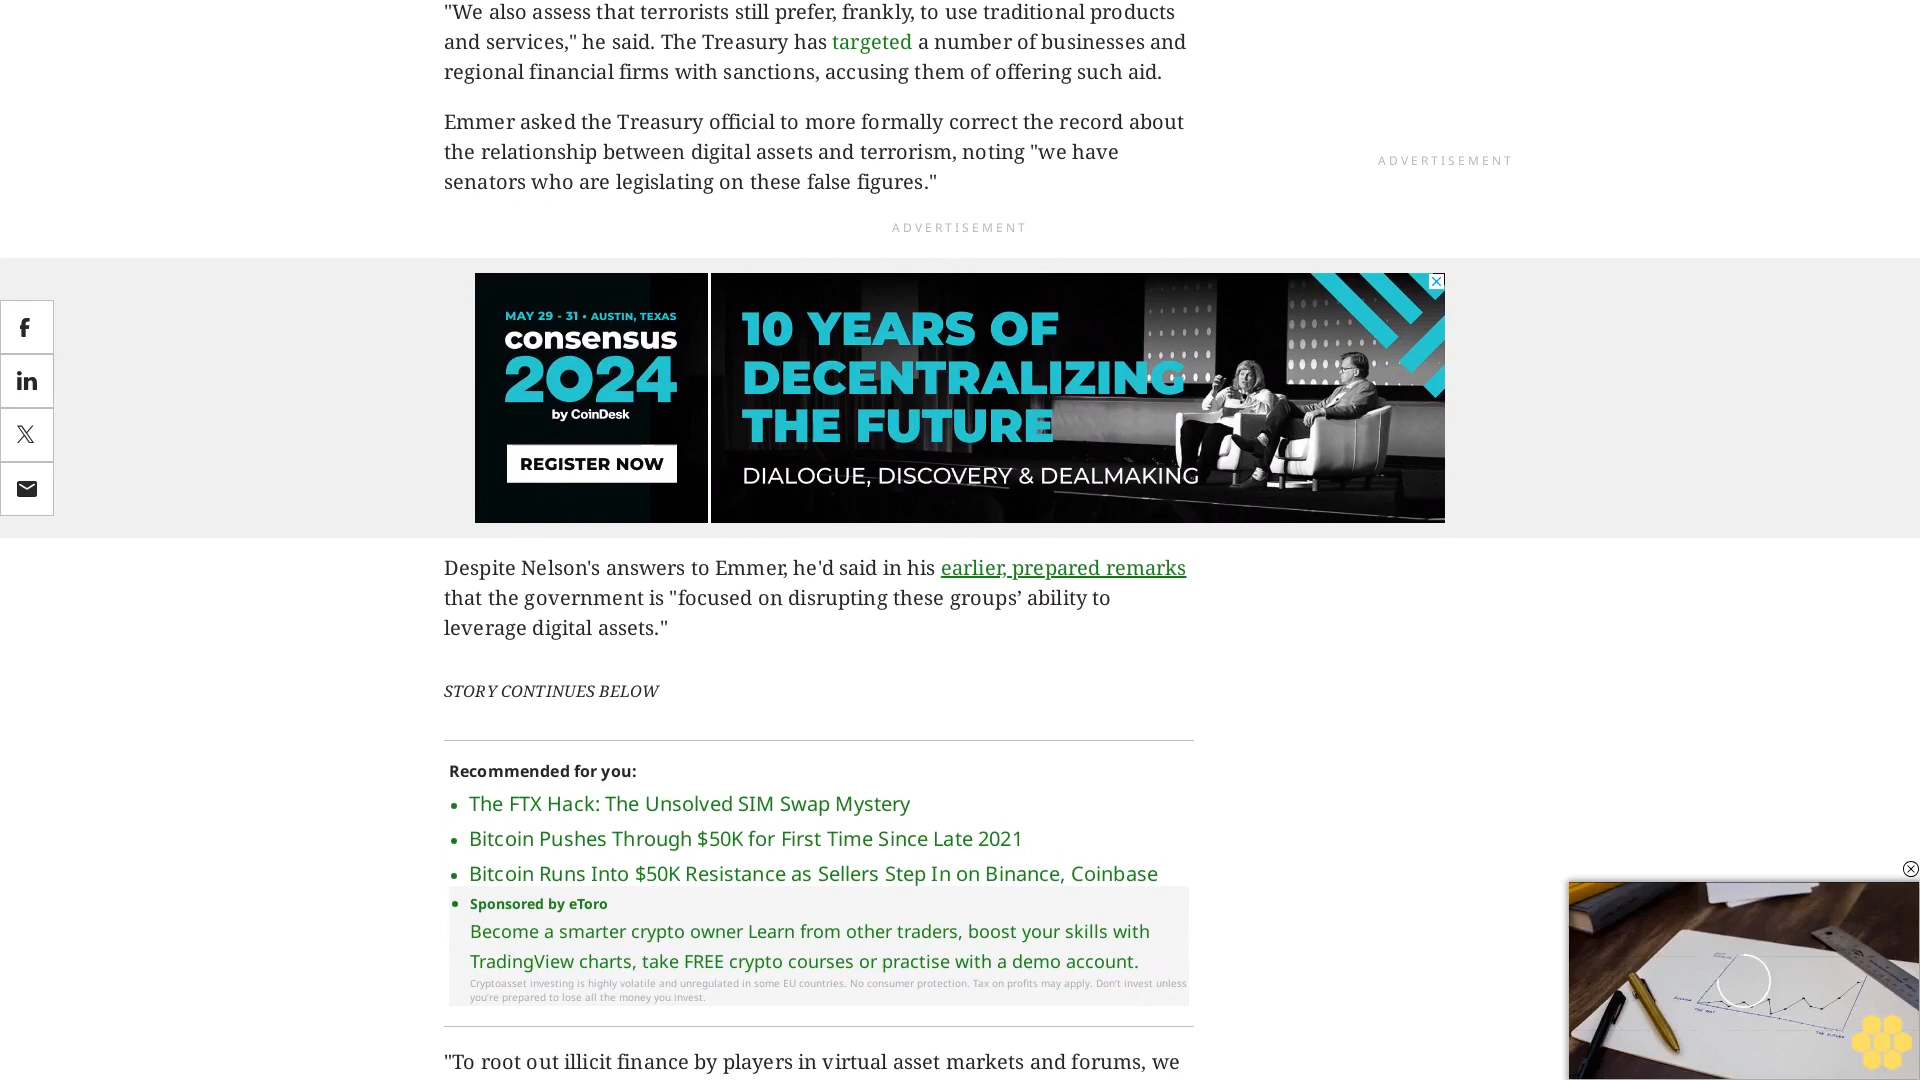 "We also assess that terrorists still prefer, frankly, to use traditional products
and services," he said. The Treasury has targeted a number of businesses and
regional financial firms with sanctions, accusing them of offering such aid.
Emmer asked the Treasury official to more formally correct the record about
the relationship between digital assets and terrorism, noting "we have
senators who are legislating on these false figures."
ADVERTISEMENT
ADVERTISEMENT
MAY 29 - 31 • AUSTIN, TEXAS
consensus
2024
by CoinDesk
REGISTER NOW
10 YEARS OF
DECENTRALIZING
THE FUTURE
DIALOGUE, DISCOVERY & DEALMAKING
Despite Nelson's answers to Emmer, he'd said in his earlier, prepared remarks
that the government is "focused on disrupting these groups’ ability to
leverage digital assets."
STORY CONTINUES BELOW
Recommended for you:
• The FTX Hack: The Unsolved SIM Swap Mystery
• Bitcoin Pushes Through $50K for First Time Since Late 2021
• Bitcoin Runs Into $50K Resistance as Sellers Step In on Binance, Coinbase
• Sponsored by eToro
Become a smarter crypto owner Learn from other traders, boost your skills with
TradingView charts, take FREE crypto courses or practise with a demo account.
Cryptoasset investing is highly volatile and unregulated in some EU countries. No consumer protection. Tax on profits may apply. Don't invest unless
you're prepared to lose all the money you invest.
"To root out illicit finance by players in virtual asset markets and forums, we